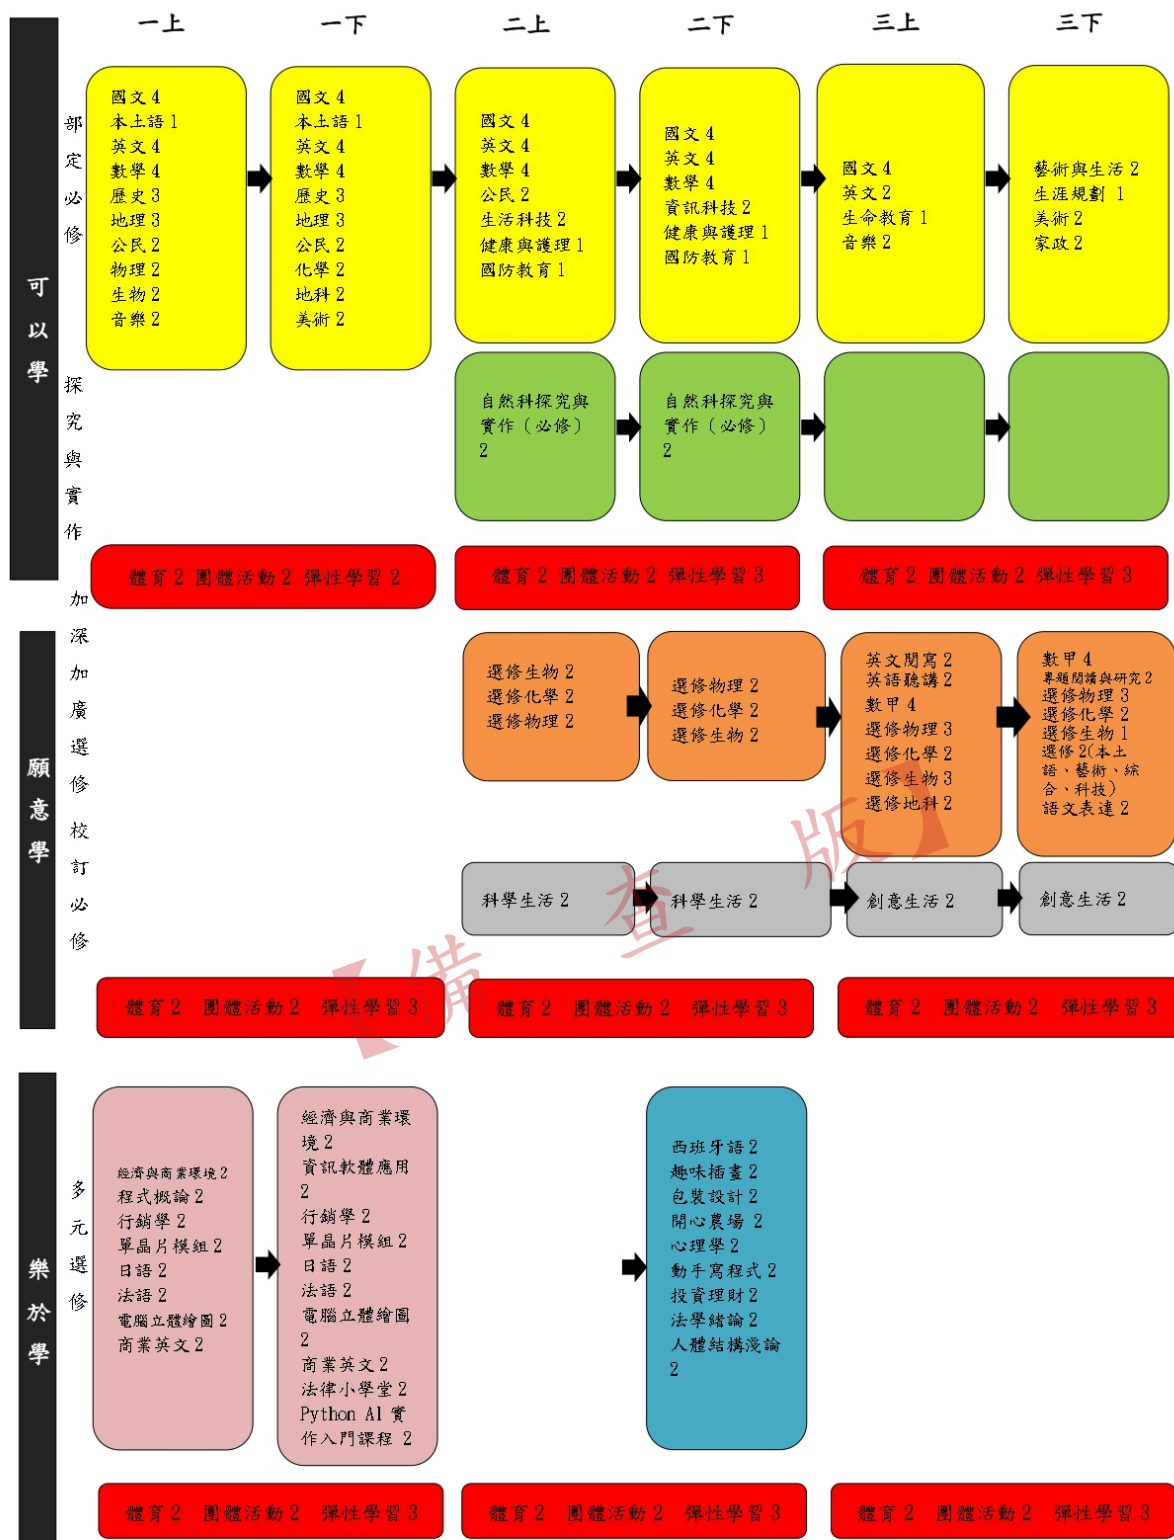 一上
一下
二上
二下
三上
三下
可以學
部定必修
國文 4
本土語 1
英文 4
數學 4
歷史 3
地理 3
公民 2
物理 2
生物 2
音樂 2
國文 4
本土語 1
英文 4
數學 4
歷史 3
地理 3
公民 2
化學 2
地科 2
美術 2
國文 4
英文 4
數學 4
公民 2
生活科技 2
健康與護理 1
國防教育 1
國文 4
英文 4
數學 4
資訊科技 2
健康與護理 1
國防教育 1
國文 4
英文 2
生命教育 1
音樂 2
藝術與生活 2
生涯規劃 1
美術 2
家政 2
探究與實作
自然科探究與
實作（必修）
2
自然科探究與
實作（必修）
2
體育 2 團體活動 2 彈性學習 2
體育 2 團體活動 2 彈性學習 3
體育 2 團體活動 2 彈性學習 3
願意學
加深加廣選修
選修生物 2
選修化學 2
選修物理 2
選修物理 2
選修化學 2
選修生物 2
英文閱寫 2
英語聽講 2
數甲 4
選修物理 3
選修化學 2
選修生物 3
選修地科 2
數甲 4
專題閱讀與研究 2
選修物理 3
選修化學 2
選修生物 1
選修 2(本土
語、藝術、綜
合、科技)
語文表達 2
校訂必修
科學生活 2
科學生活 2
創意生活 2
創意生活 2
體育 2 團體活動 2 彈性學習 3
體育 2 團體活動 2 彈性學習 3
體育 2 團體活動 2 彈性學習 3
【備查版】
樂於學
多元選修
經濟與商業環境 2
程式概論 2
行銷學 2
單晶片模組 2
日語 2
法語 2
電腦立體繪圖 2
商業英文 2
經濟與商業環
境 2
資訊軟體應用
2
行銷學 2
單晶片模組 2
日語 2
法語 2
電腦立體繪圖
2
商業英文 2
法律小學堂 2
Python AI 實
作入門課程 2
西班牙語 2
趣味插畫 2
包裝設計 2
開心農場 2
心理學 2
動手寫程式 2
投資理財 2
法學緒論 2
人體結構淺論
2
體育 2 團體活動 2 彈性學習 3
體育 2 團體活動 2 彈性學習 3
體育 2 團體活動 2 彈性學習 3